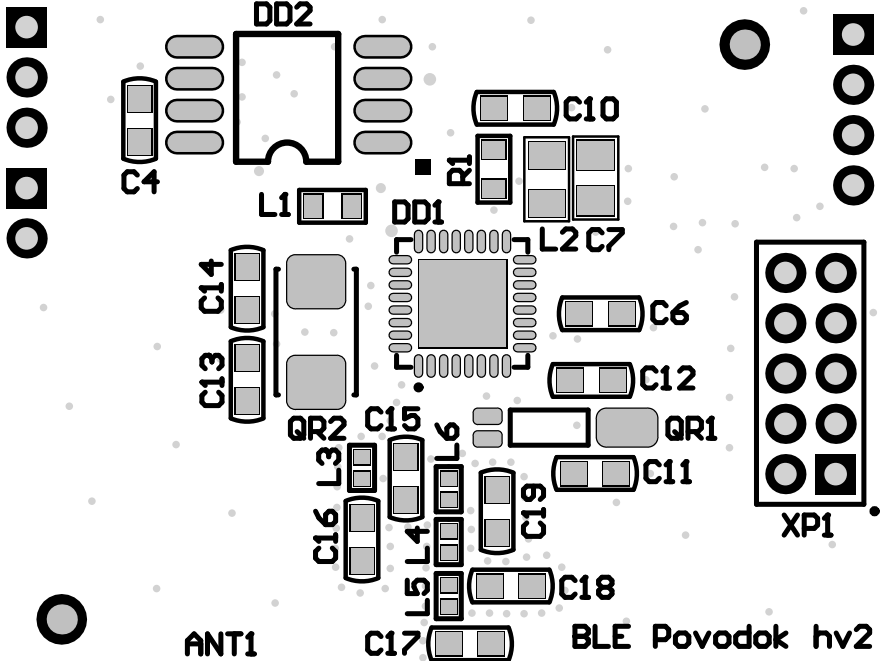 DD2
C10
C4
R1
L1
DD1
L2 C7
C14
C6
C13
C12
C15
QR2
L6
QR1
L3
C11
C19
C16
L4
XP1
L5
C18
ANT1
C17
BLE Povodok hv2